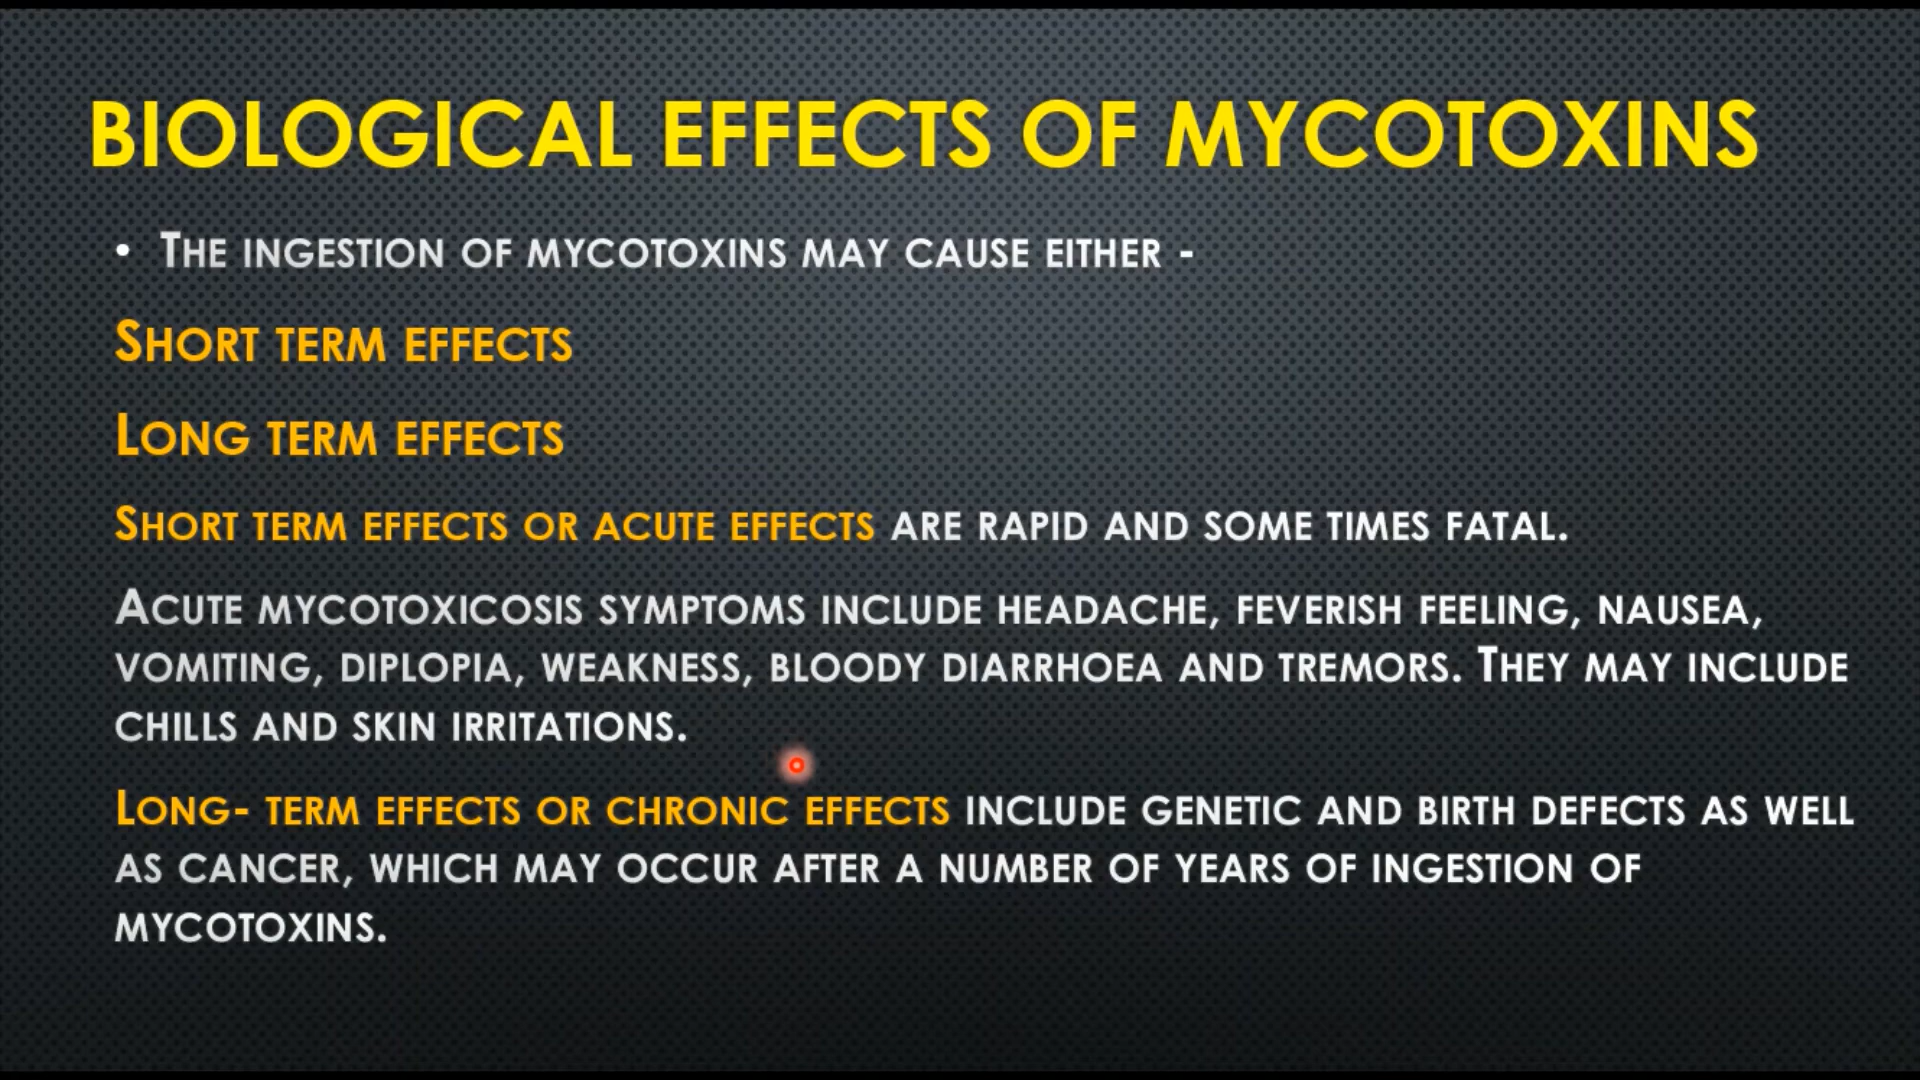 BIOLOGICAL EFFECTS OF MYCOTOXINS
• THE INGESTION OF MYCOTOXINS MAY CAUSE EITHER -
SHORT TERM EFFECTS
LONG TERM EFFECTS
SHORT TERM EFFECTS OR ACUTE EFFECTS ARE RAPID AND SOME TIMES FATAL.
ACUTE MYCOTOXICOSIS SYMPTOMS INCLUDE HEADACHE, FEVERISH FEELING, NAUSEA,
VOMITING, DIPLOPIA, WEAKNESS, BLOODY DIARRHOEA AND TREMORS. THEY MAY INCLUDE
CHILLS AND SKIN IRRITATIONS.
LONG- TERM EFFECTS OR CHRONIC EFFECTS INCLUDE GENETIC AND BIRTH DEFECTS AS WELL
AS CANCER, WHICH MAY OCCUR AFTER A NUMBER OF YEARS OF INGESTION OF
MYCOTOXINS.